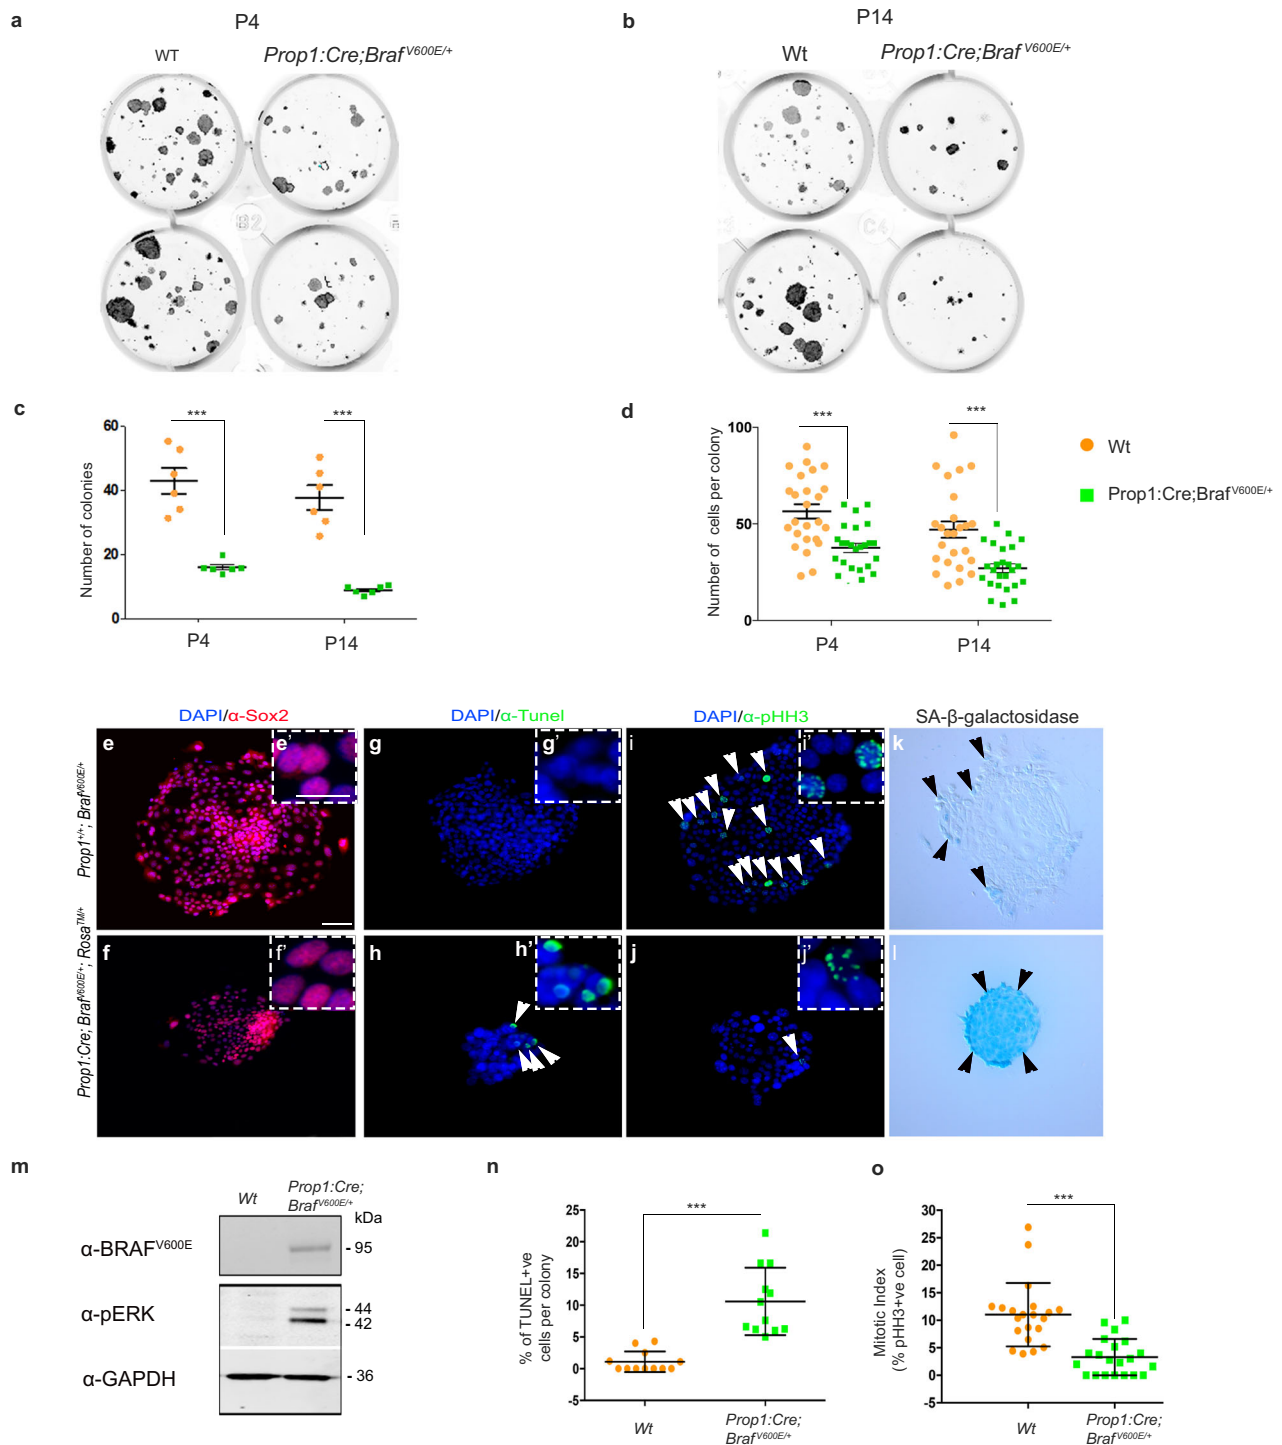 a
P4
WT
Prop1:Cre;Braf V600E/+
B2
b
P14
Wt
Prop1:Cre;Braf V600E/+
C4
c
***
***
Number of colonies
60
40
20
0
P4
P14
d
***
***
Number of cells per colony
100
50
0
P4
P14
Wt
Prop1:Cre;Braf V600E/+
DAPI/α-Sox2
DAPI/α-Tunel
DAPI/α-pHH3
SA-β-galactosidase
Prop1+/+; Braf V600E/+
e
e'
g
g'
i
i'
k
Prop1:Cre; Braf V600E/+; Rosa TM/+
f
f'
h
h'
j
j'
l
m
Wt
Prop1:Cre;
Braf V600E/+
kDa
α-BRAF V600E
- 95
α-pERK
- 44
- 42
α-GAPDH
- 36
n
***
% of TUNEL+ve
cells per colony
25
20
15
10
5
0
-5
Wt
Prop1:Cre;
Braf V600E/+
o
***
Mitotic Index
(% pHH3+ve cell)
30
25
20
15
10
5
0
-5
Wt
Prop1:Cre;
Braf V600E/+